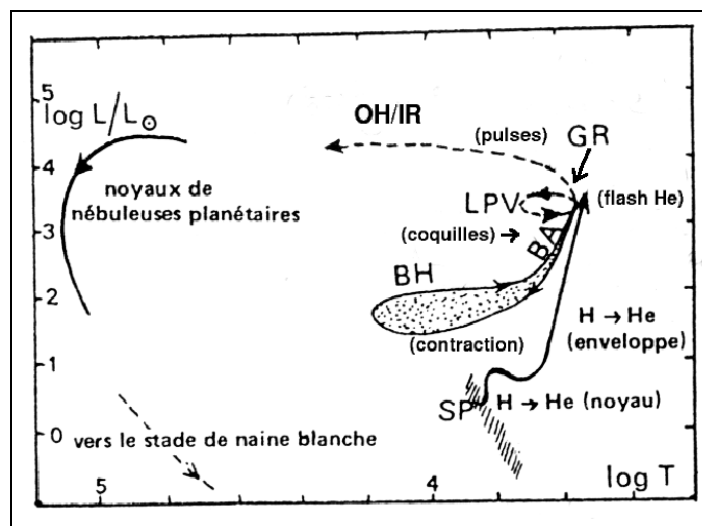 5
log L/L⊙
OH/IR
(pulses)
GR
4
noyaux de
nébuleuses planétaires
LPV
(flash He)
3
(coquilles)
BA
BH
2
H → He
(enveloppe)
(contraction)
1
SP
H → He (noyau)
0
vers le stade de naine blanche
log T
5
4